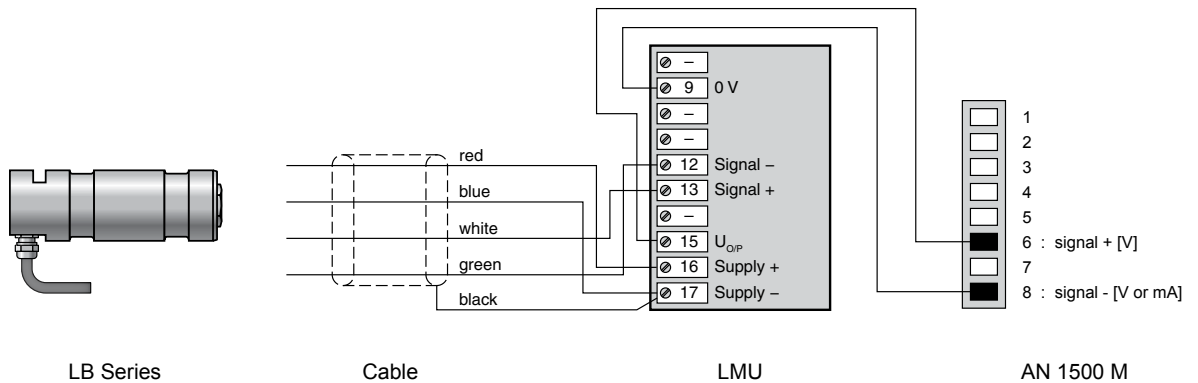 –
9 0 V
–
–
12 Signal –
13 Signal +
–
15 U_O/P
16 Supply +
17 Supply –
red
blue
white
green
black
1
2
3
4
5
6 : signal + [V]
7
8 : signal - [V or mA]
LB Series Cable LMU AN 1500 M